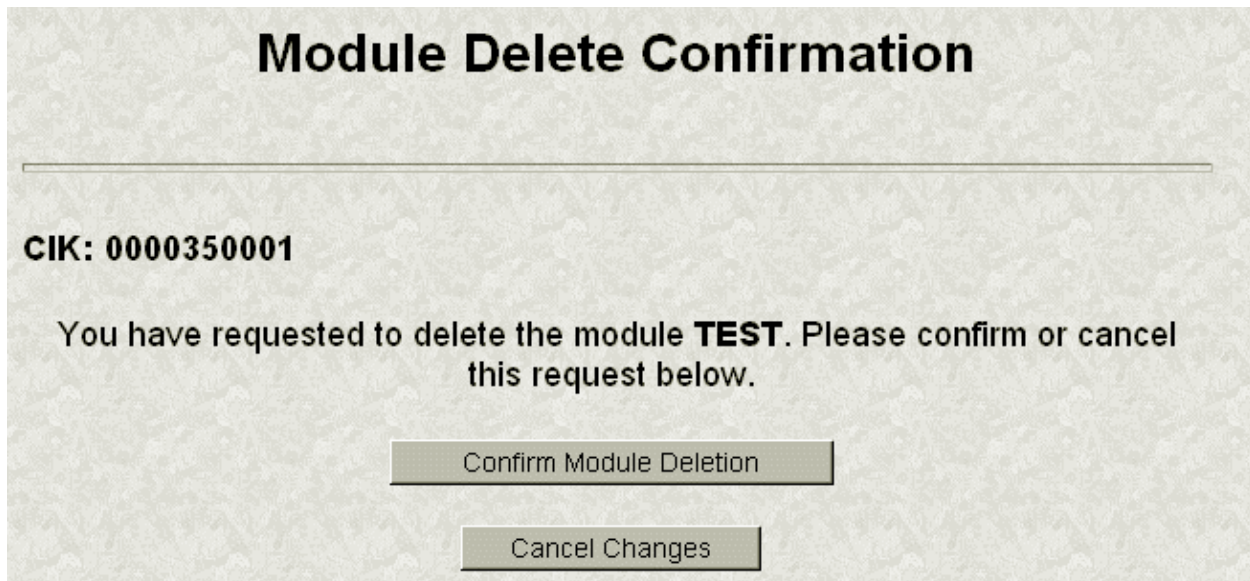 Module Delete Confirmation
CIK: 0000350001
You have requested to delete the module TEST. Please confirm or cancel
this request below.
Confirm Module Deletion
Cancel Changes